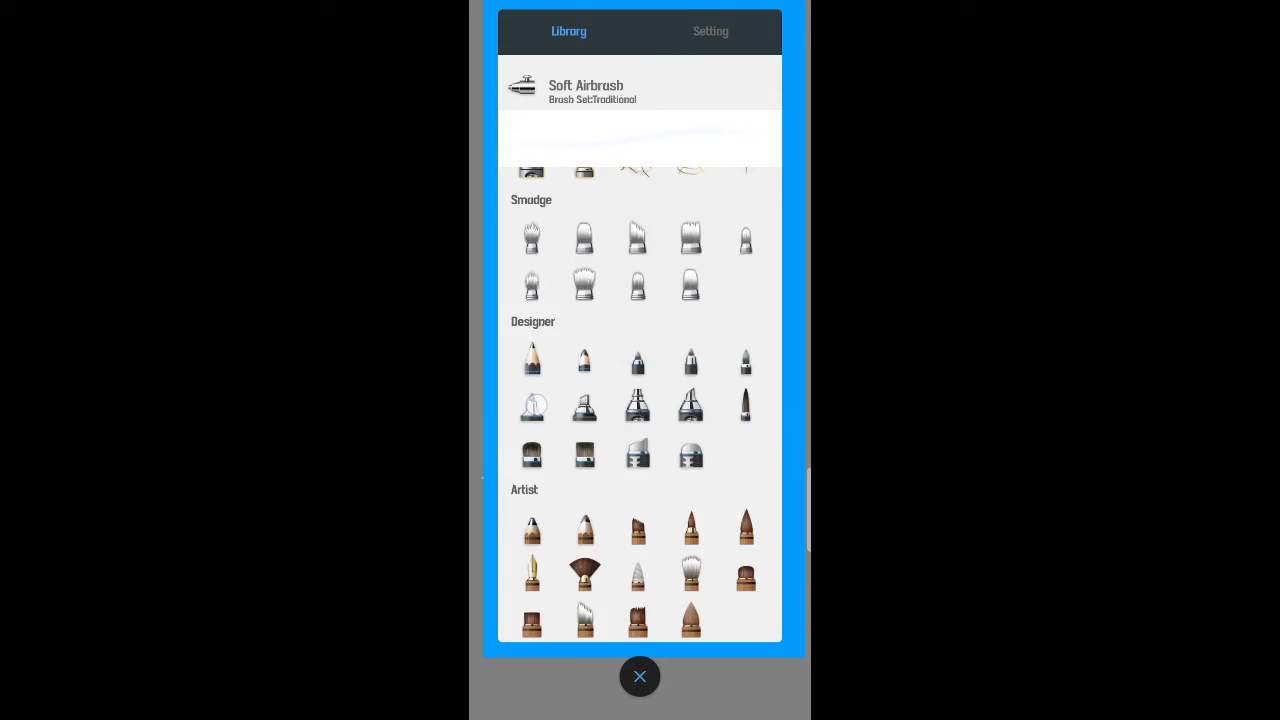 Library
Setting
Soft Airbrush
Brush Set:Traditional
Smudge
Designer
Artist